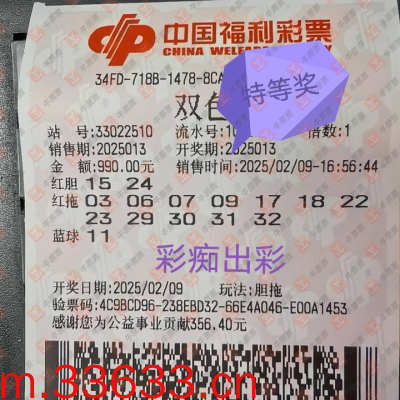 中国福利彩票
CHINA WELFARE LOTTERY
34FD-718B-1478-8CA
特等奖
双色
站 号:33022510 流水号:1 倍数:1
销售期:2025013 开奖期:2025013
金 额:990.00元 销售时间:2025/02/09-16:56:44
红胆 15 24
红拖 03 06 07 09 17 18 22
23 29 30 31 32
蓝球 11
彩痴出彩
开奖日期:2025/02/09 玩法:胆拖
验票码:4C9BCD96-238EBD32-66E4A046-E00A1453
感谢您为公益事业贡献356.40元
m.33633.cn